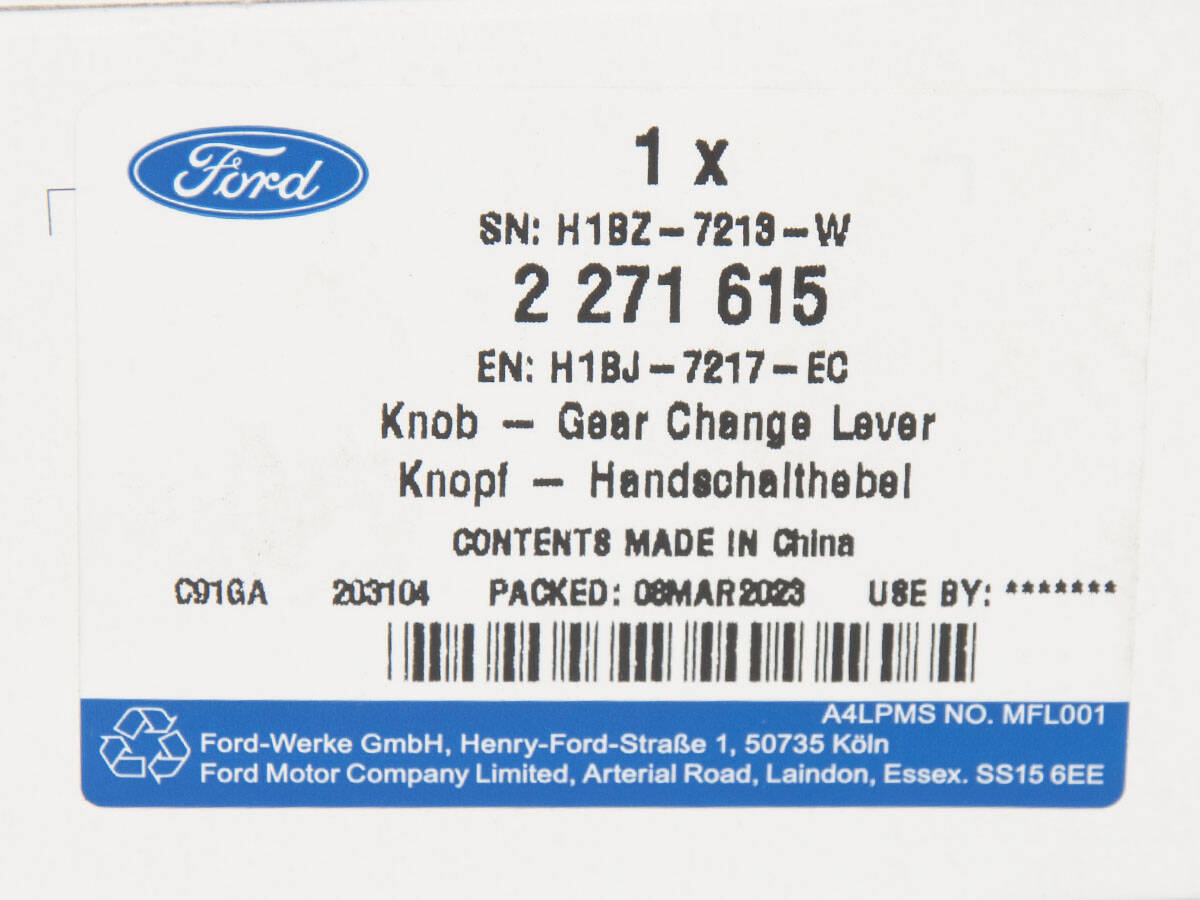 Ford
1 x
SN: H1BZ-7213-W
2 271 615
EN: H1BJ-7217-EC
Knob - Gear Change Lever
Knopf - Handschalthebel
CONTENTS MADE IN China
C91GA 203104 PACKED: 08MAR2023 USE BY: *******
A4LPMS NO. MFL001
Ford-Werke GmbH, Henry-Ford-Straße 1, 50735 Köln
Ford Motor Company Limited, Arterial Road, Laindon, Essex. SS15 6EE